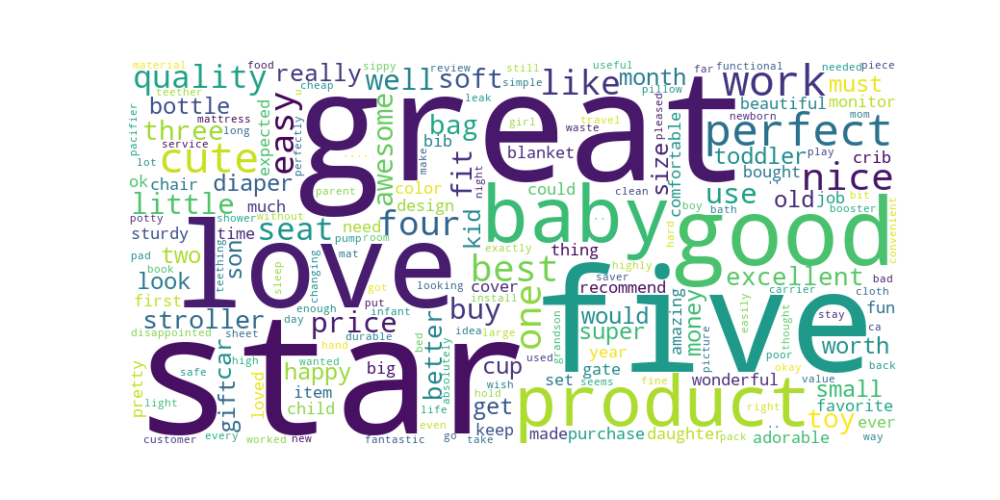 great
star
love
five
good
baby
product
quality
really
well
soft
like
month
work
must
material
food
sippy
review
still
useful
far
functional
needed
piece
teether
cheap
u
simple
pillow
beautiful
monitor
mattress
bottle
easy
leak
girl
travel
pleased
newborn
mom
perfect
pacifier
three
long
expected
perfectly
awesome
bag
bib
waste
service
cute
make
blanket
size
comfortable
toddler
play
crib
lot
....
fit
night
bought
nice
ok
chair
diaper
parent
color
could
clean
use
old
job
bit
little
much
design
kid
boy
bath
booster
convenient
potty
shower
without
need
four
..
hard
sturdy
time
seat
pump
room
exactly
thing
pad
two
son
mat
best
highly
excellent
bad
book
teething
sleep
changing
looking
cover
install
saver
recommend
amazing
money
carrier
cloth
look
first
got
enough
put
infant
buy
one
would
picture
easily
thought
stay
fun
stroller
day
durable
price
better
idea
large
super
ca
disappointed
sheet
hand
bed
absolutely
used
grandson
year
poor
worth
gift
car
high
wanted
happy
big
cup
gate
okay
back
safe
item
wish
set
seems
fine
wonderful
value
pretty
light
loved
child
life
hold
get
right
small
favorite
customer
every
worked
new
fantastic
even
go
keep
take
made
purchase
daughter
pack
adorable
toy
ever
way